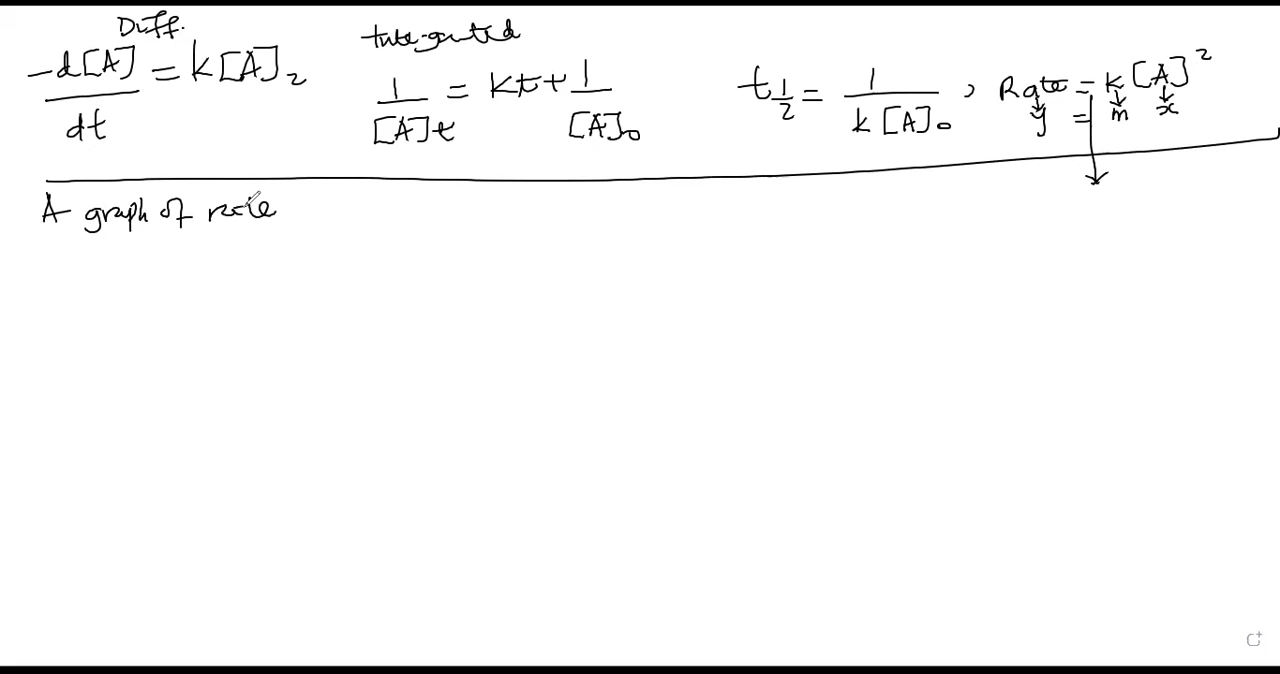 Diff. Integrated
-d[A]/dt = k[A]₂
1/[A]t = kt + 1/[A]₀
t½ = 1/k[A]₀ , Rate = k[A]²
y = m x
A graph of rate